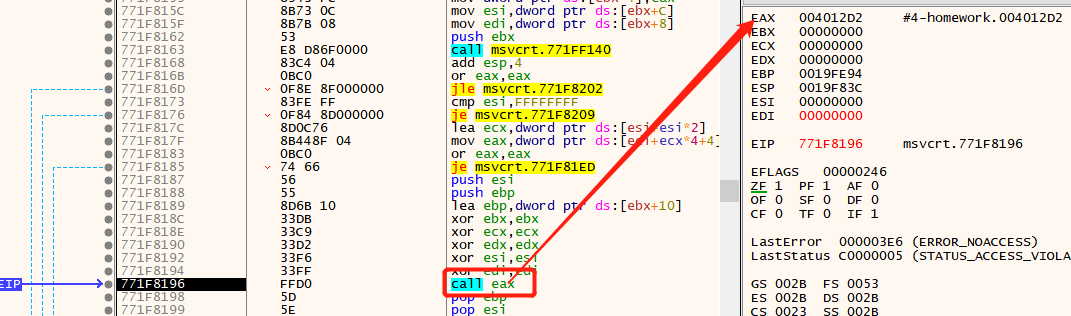 771F815C 8B73 0C mov esi,dword ptr ds:[ebx+C]
771F815F 8B7B 08 mov edi,dword ptr ds:[ebx+8]
771F8162 53 push ebx
771F8163 E8 D86F0000 call msvcrt.771FF140
771F8168 83C4 04 add esp,4
771F816B 0BC0 or eax,eax
771F816D 0F8E 8F000000 jle msvcrt.771F8202
771F8173 83FE FF cmp esi,FFFFFFFF
771F8176 0F84 8D000000 je msvcrt.771F8209
771F817C 8D0C76 lea ecx,dword ptr ds:[esi+esi*2]
771F817F 8B448F 04 mov eax,dword ptr ds:[edi+ecx*4+4]
771F8183 0BC0 or eax,eax
771F8185 74 66 je msvcrt.771F81ED
771F8187 56 push esi
771F8188 55 push ebp
771F8189 8D6B 10 lea ebp,dword ptr ds:[ebx+10]
771F818C 33DB xor ebx,ebx
771F818E 33C9 xor ecx,ecx
771F8190 33D2 xor edx,edx
771F8192 33F6 xor esi,esi
771F8194 33FF xor edi,edi
EIP 771F8196 FFD0 call eax
771F8198 5D pop ebp
771F8199 5E pop esi
EAX 004012D2 #4-homework.004012D2
EBX 00000000
ECX 00000000
EDX 00000000
EBP 0019FE94
ESP 0019F83C
ESI 00000000
EDI 00000000
EIP 771F8196 msvcrt.771F8196
EFLAGS 00000246
ZF 1 PF 1 AF 0
OF 0 SF 0 DF 0
CF 0 TF 0 IF 1
LastError 000003E6 (ERROR_NOACCESS)
LastStatus C0000005 (STATUS_ACCESS_VIOLA
GS 002B FS 0053
ES 002B DS 002B
CS 0023 SS 002B